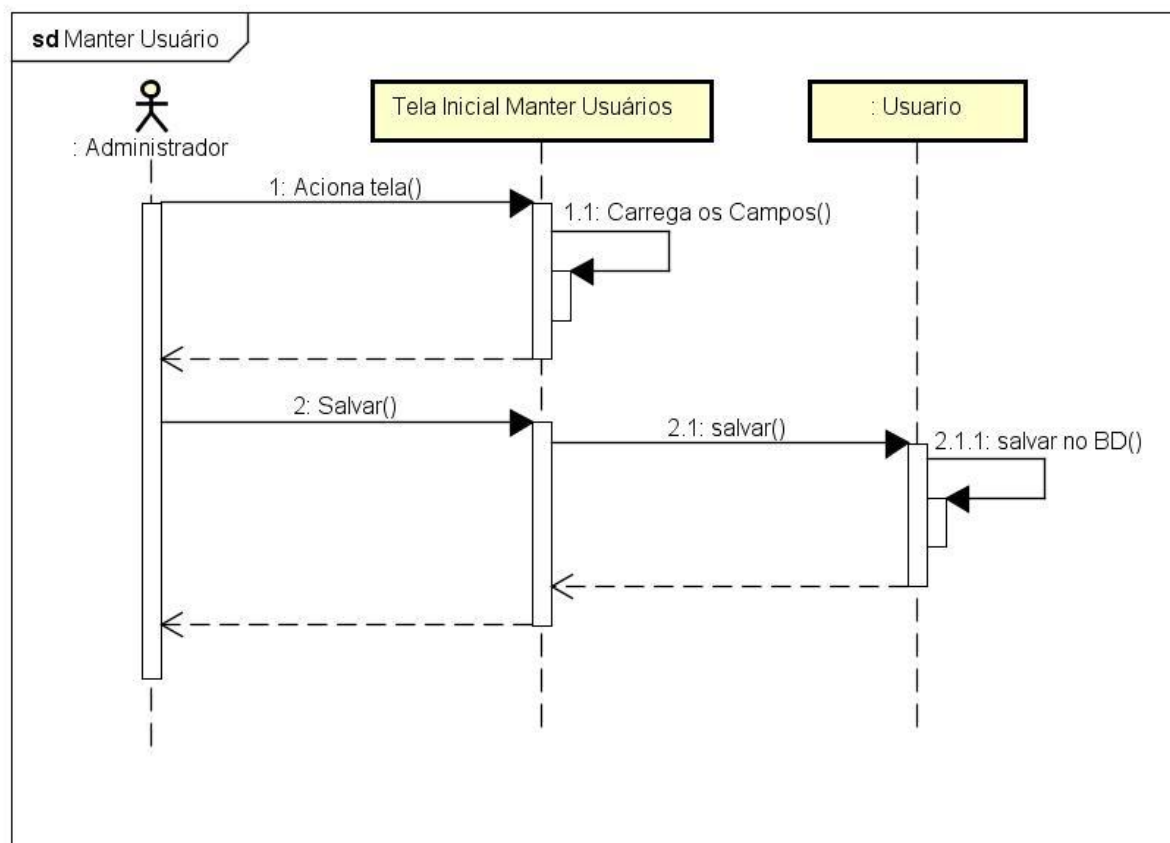 sd Manter Usuário
: Administrador
Tela Inicial Manter Usuários
: Usuario
1: Aciona tela()
1.1: Carrega os Campos()
2: Salvar()
2.1: salvar()
2.1.1: salvar no BD()